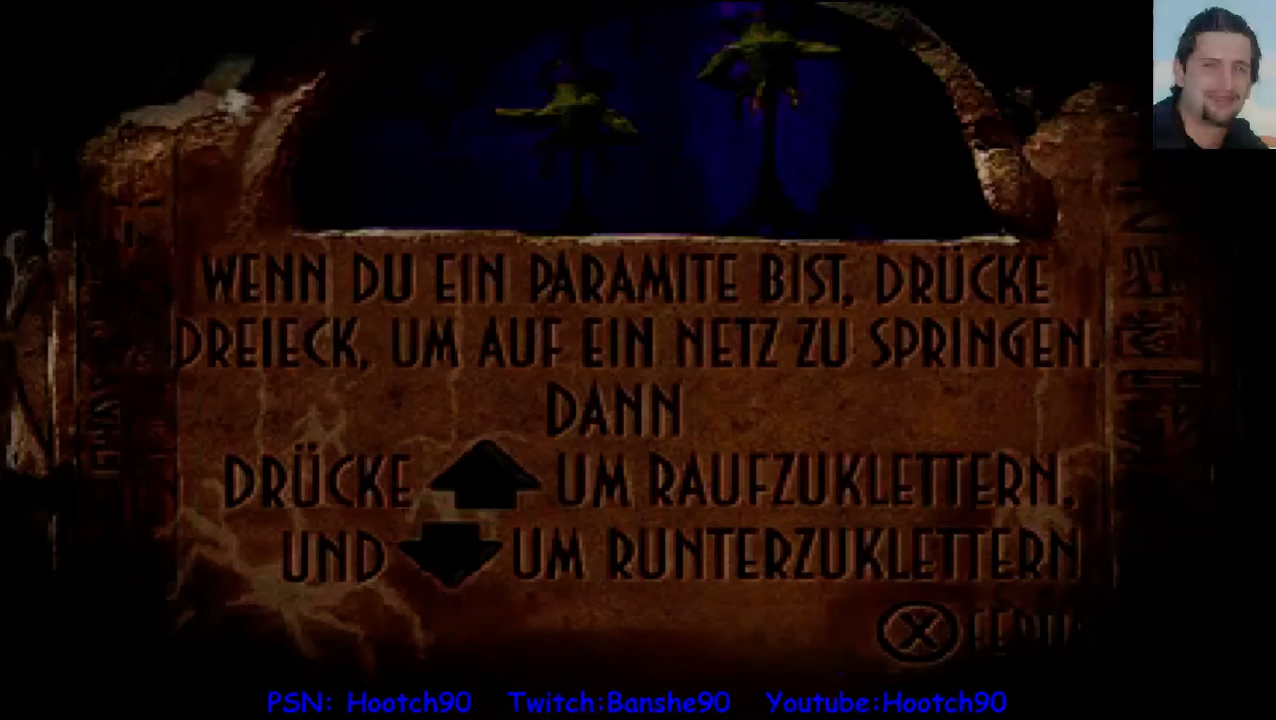 WENN DU EIN PARAMITE BIST, DRÜCKE
DREIECK, UM AUF EIN NETZ ZU SPRINGEN.
DANN
DRÜCKE UM RAUFZUKLETTERN,
UND UM RUNTERZUKLETTERN
X
PSN: Hootch90 Twitch:Banshe90 Youtube:Hootch90